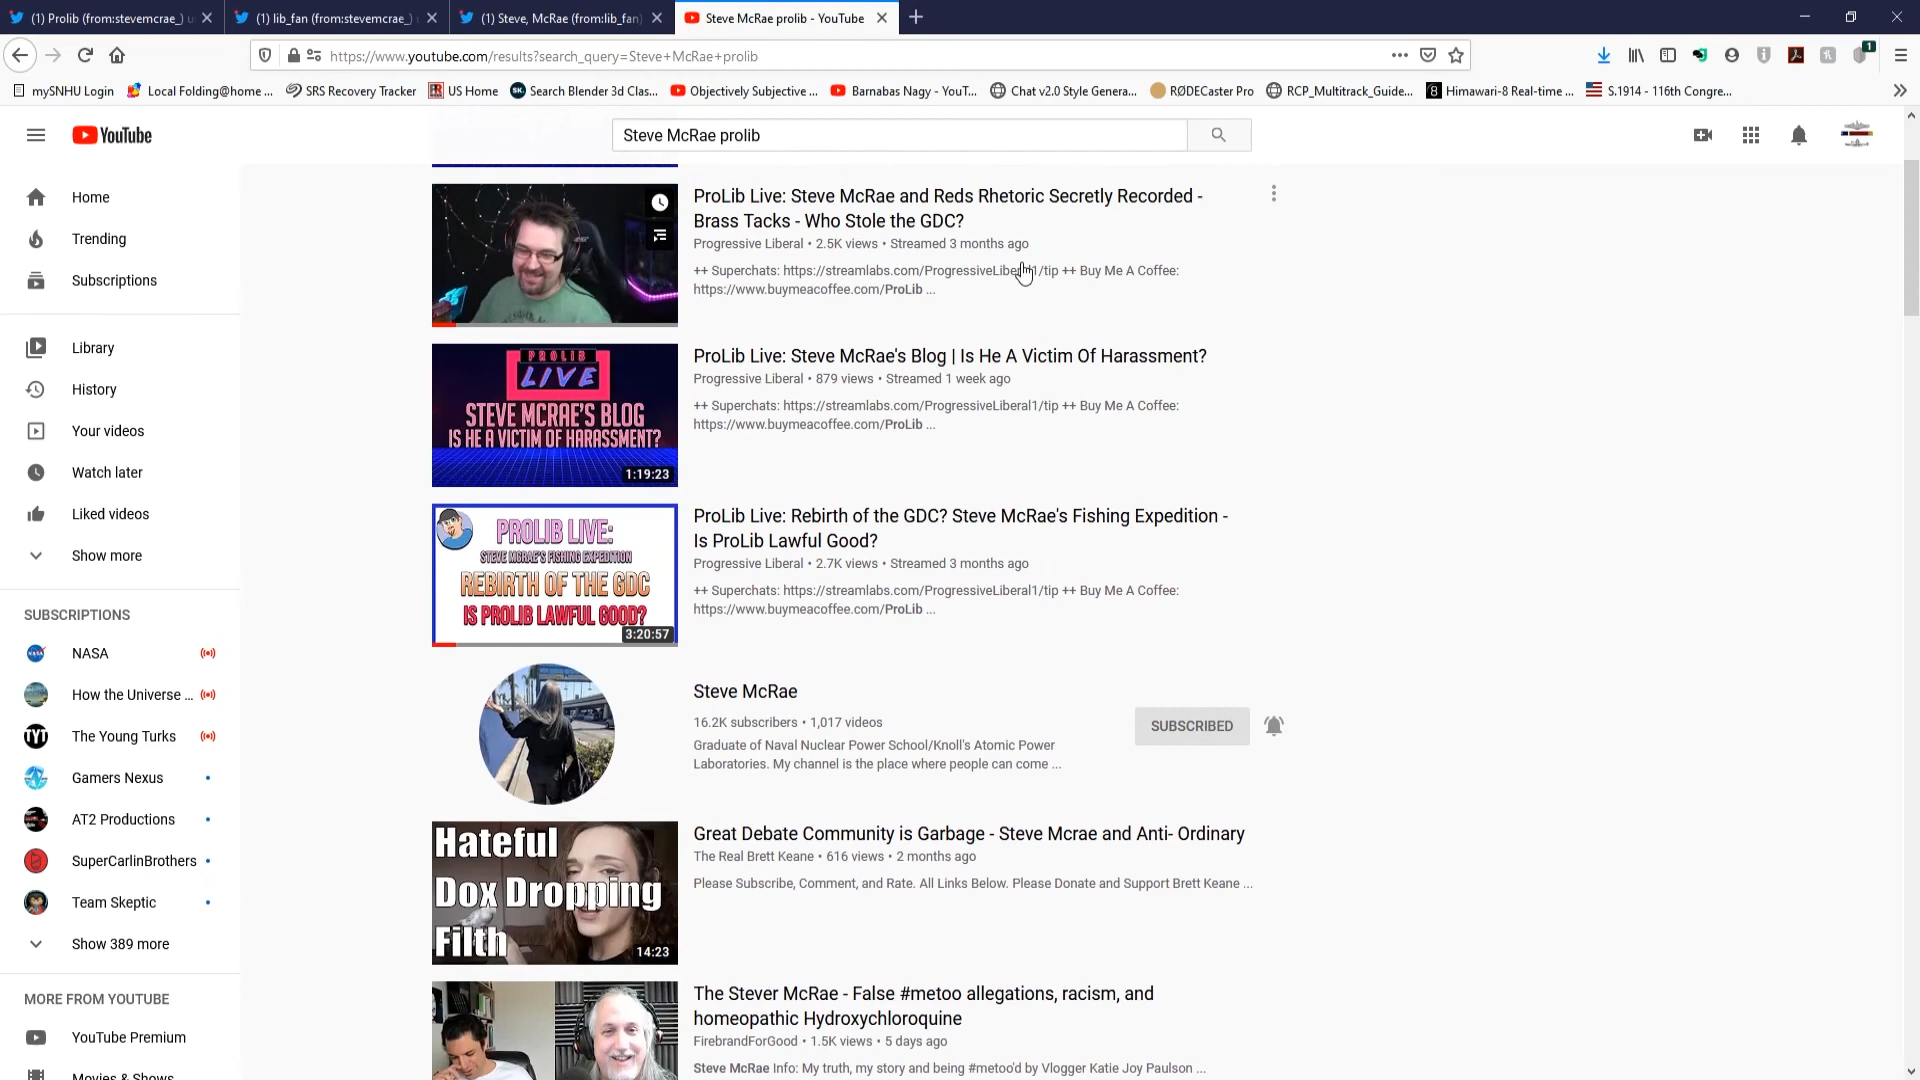 (1) Prolib (from:stevemcrae_) u
(1) lib_fan (from:stevemcrae_)
(1) Steve, McRae (from:lib_fan)
Steve McRae prolib - YouTube
https://www.youtube.com/results?search_query=Steve+McRae+prolib
1
mySNHU Login
Local Folding@home ...
SRS Recovery Tracker
US Home
Search Blender 3d Clas...
Objectively Subjective ...
Barnabas Nagy - YouT...
Chat v2.0 Style Genera...
RØDECaster Pro
RCP_Multitrack_Guide...
Himawari-8 Real-time ...
S.1914 - 116th Congre...
YouTube
Steve McRae prolib
Home
Trending
Subscriptions
Library
History
Your videos
Watch later
Liked videos
Show more
SUBSCRIPTIONS
NASA
How the Universe ...
TYT
The Young Turks
Gamers Nexus
AT2 Productions
SuperCarlinBrothers
Team Skeptic
Show 389 more
MORE FROM YOUTUBE
YouTube Premium
Movies & Shows
ProLib Live: Steve McRae and Reds Rhetoric Secretly Recorded -
Brass Tacks - Who Stole the GDC?
Progressive Liberal • 2.5K views • Streamed 3 months ago
++ Superchats: https://streamlabs.com/ProgressiveLiberal1/tip ++ Buy Me A Coffee:
https://www.buymeacoffee.com/ProLib ...
PROLIB
LIVE
STEVE MCRAE'S BLOG
IS HE A VICTIM OF HARASSMENT?
1:19:23
ProLib Live: Steve McRae's Blog | Is He A Victim Of Harassment?
Progressive Liberal • 879 views • Streamed 1 week ago
++ Superchats: https://streamlabs.com/ProgressiveLiberal1/tip ++ Buy Me A Coffee:
https://www.buymeacoffee.com/ProLib ...
PROLIB LIVE:
STEVE MCRAE'S FISHING EXPEDITION
REBIRTH OF THE GDC
IS PROLIB LAWFUL GOOD?
3:20:57
ProLib Live: Rebirth of the GDC? Steve McRae's Fishing Expedition -
Is ProLib Lawful Good?
Progressive Liberal • 2.7K views • Streamed 3 months ago
++ Superchats: https://streamlabs.com/ProgressiveLiberal1/tip ++ Buy Me A Coffee:
https://www.buymeacoffee.com/ProLib ...
Steve McRae
16.2K subscribers • 1,017 videos
Graduate of Naval Nuclear Power School/Knoll's Atomic Power
Laboratories. My channel is the place where people can come ...
SUBSCRIBED
Hateful
Dox Dropping
Filth
14:23
Great Debate Community is Garbage - Steve Mcrae and Anti- Ordinary
The Real Brett Keane • 616 views • 2 months ago
Please Subscribe, Comment, and Rate. All Links Below. Please Donate and Support Brett Keane ...
The Stever McRae - False #metoo allegations, racism, and
homeopathic Hydroxychloroquine
FirebrandForGood • 1.5K views • 5 days ago
Steve McRae Info: My truth, my story and being #metoo'd by Vlogger Katie Joy Paulson ...